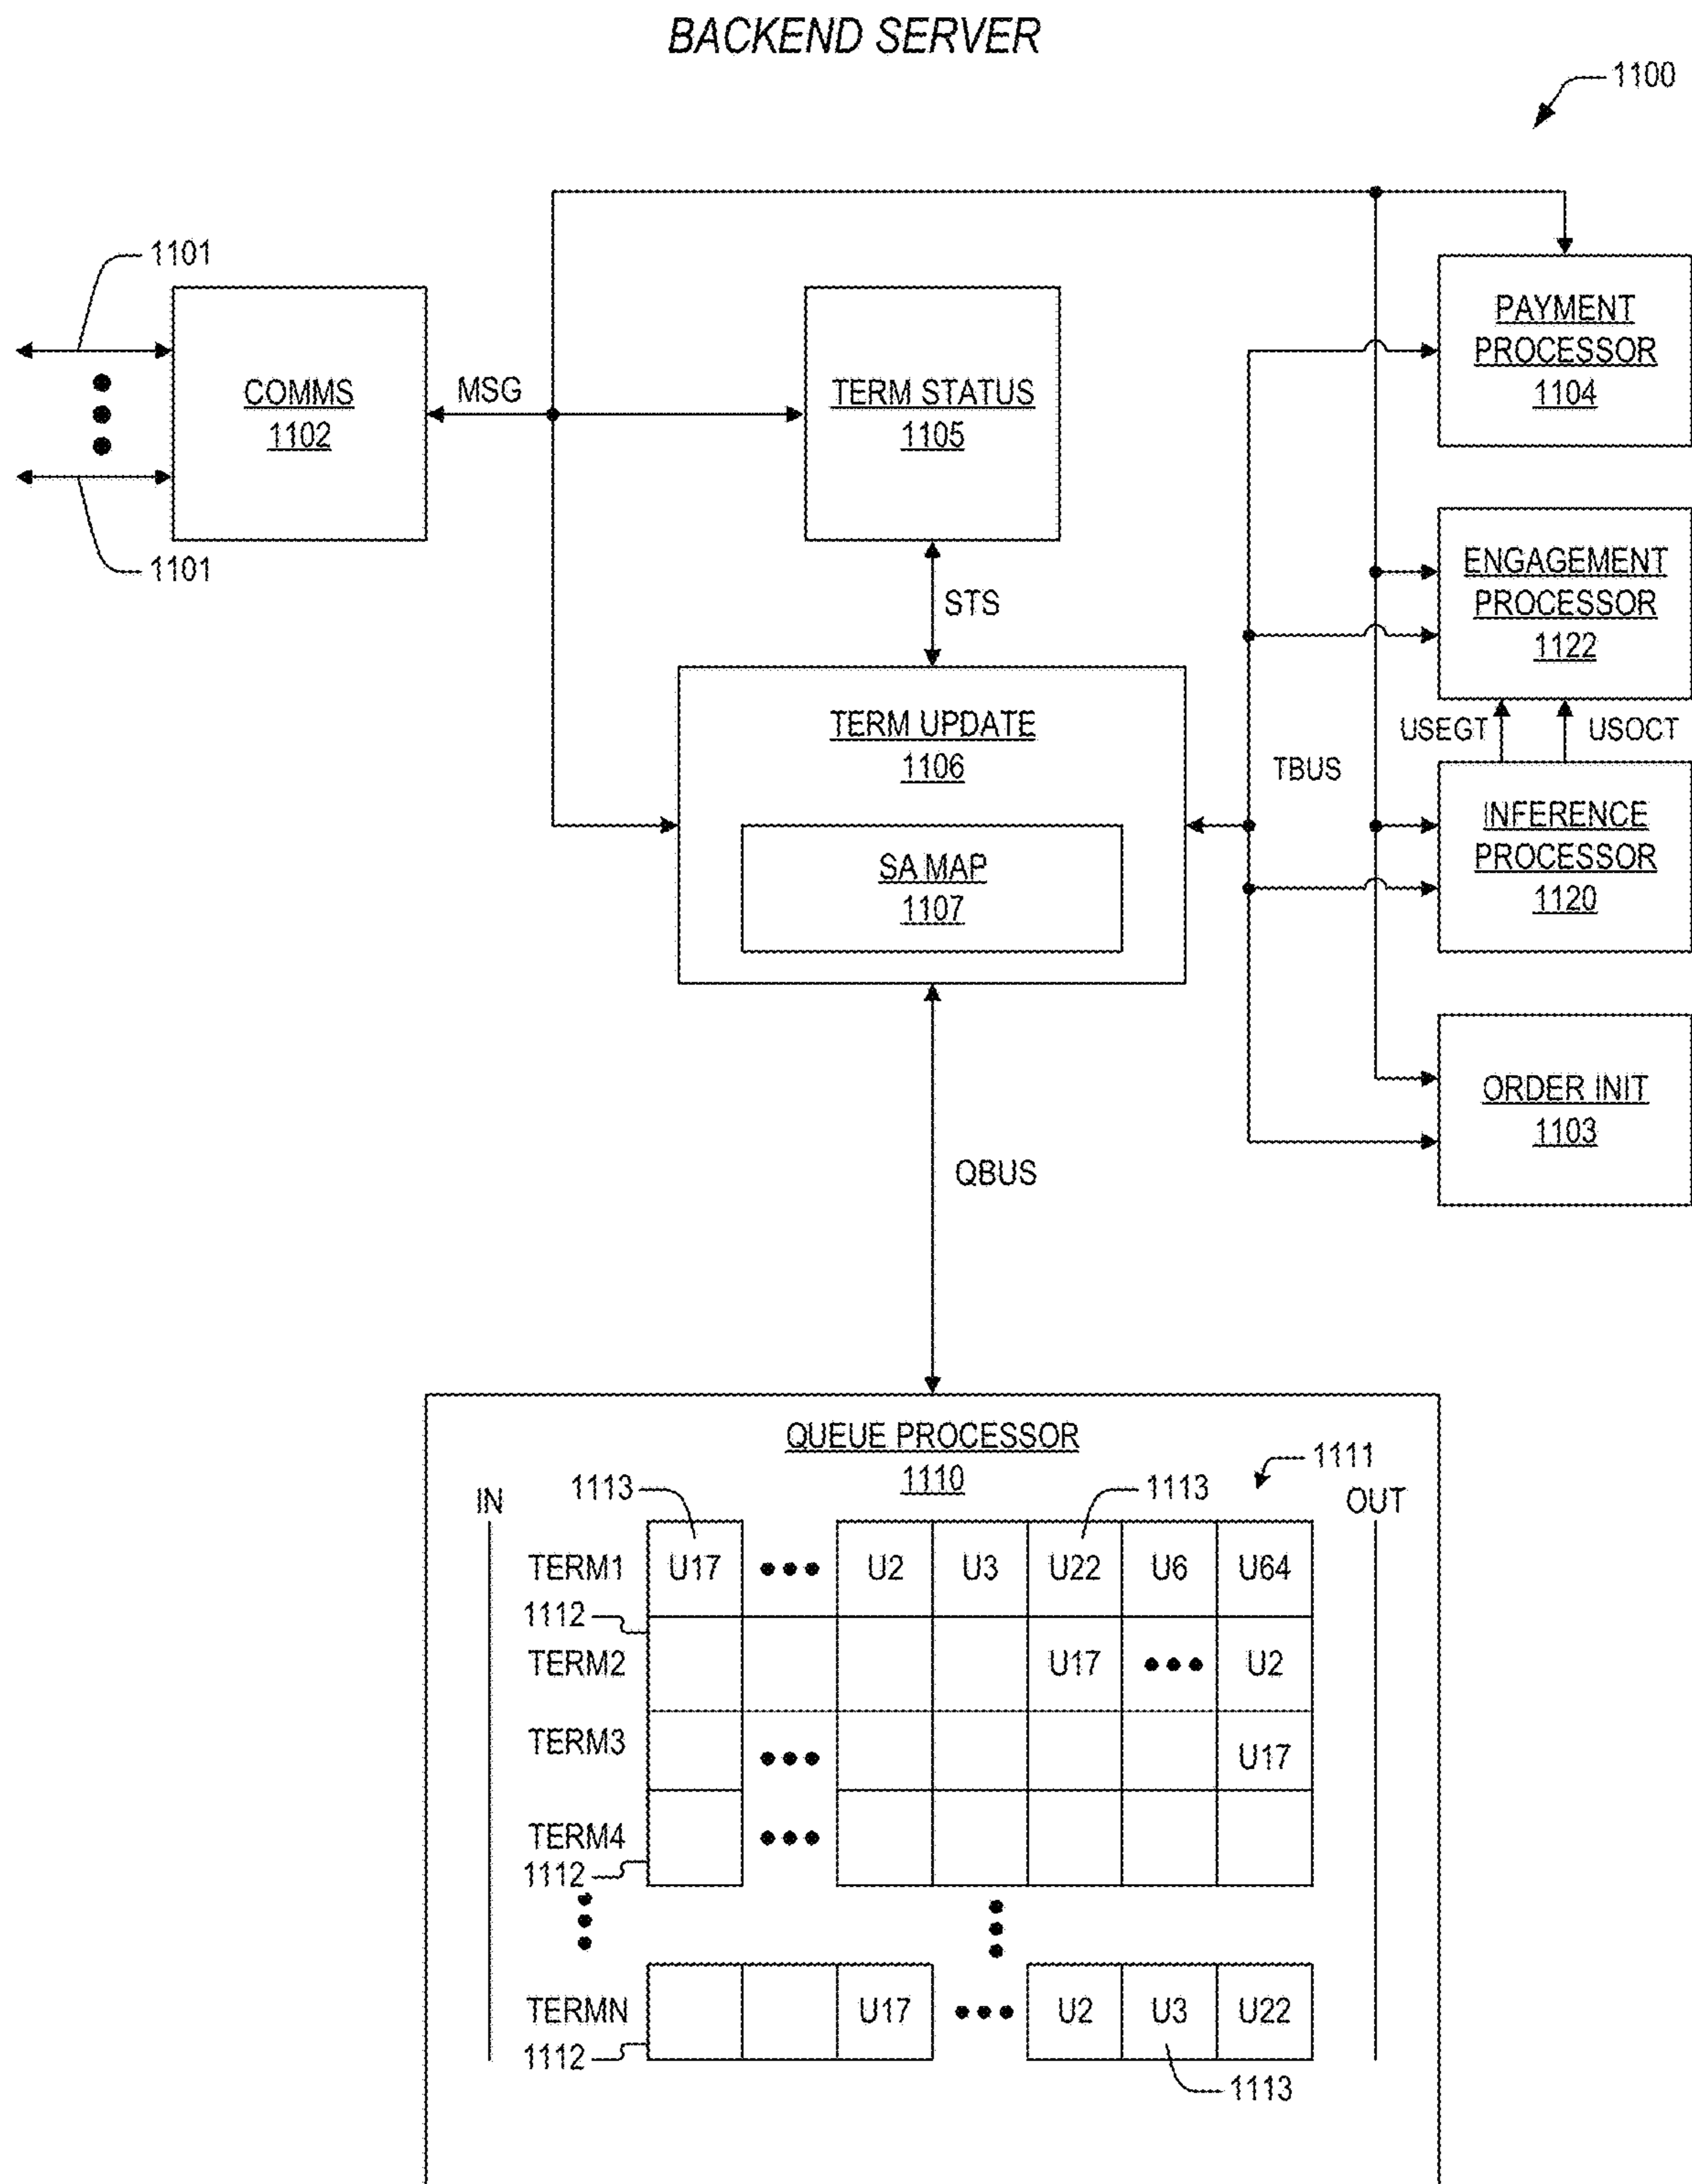 BACKEND SERVER
1100
1101
1101
COMMS
1102
MSG
TERM STATUS
1105
STS
TERM UPDATE
1106
SA MAP
1107
TBUS
PAYMENT
PROCESSOR
1104
ENGAGEMENT
PROCESSOR
1122
USEGT USOCT
INFERENCE
PROCESSOR
1120
ORDER INIT
1103
QBUS
QUEUE PROCESSOR
1110
1111
1113
1113
IN
OUT
TERM1 U17 ••• U2 U3 U22 U6 U64
1112
TERM2 U17 ••• U2
TERM3 ••• U17
TERM4 •••
1112
TERMN U17 ••• U2 U3 U22
1112
1113